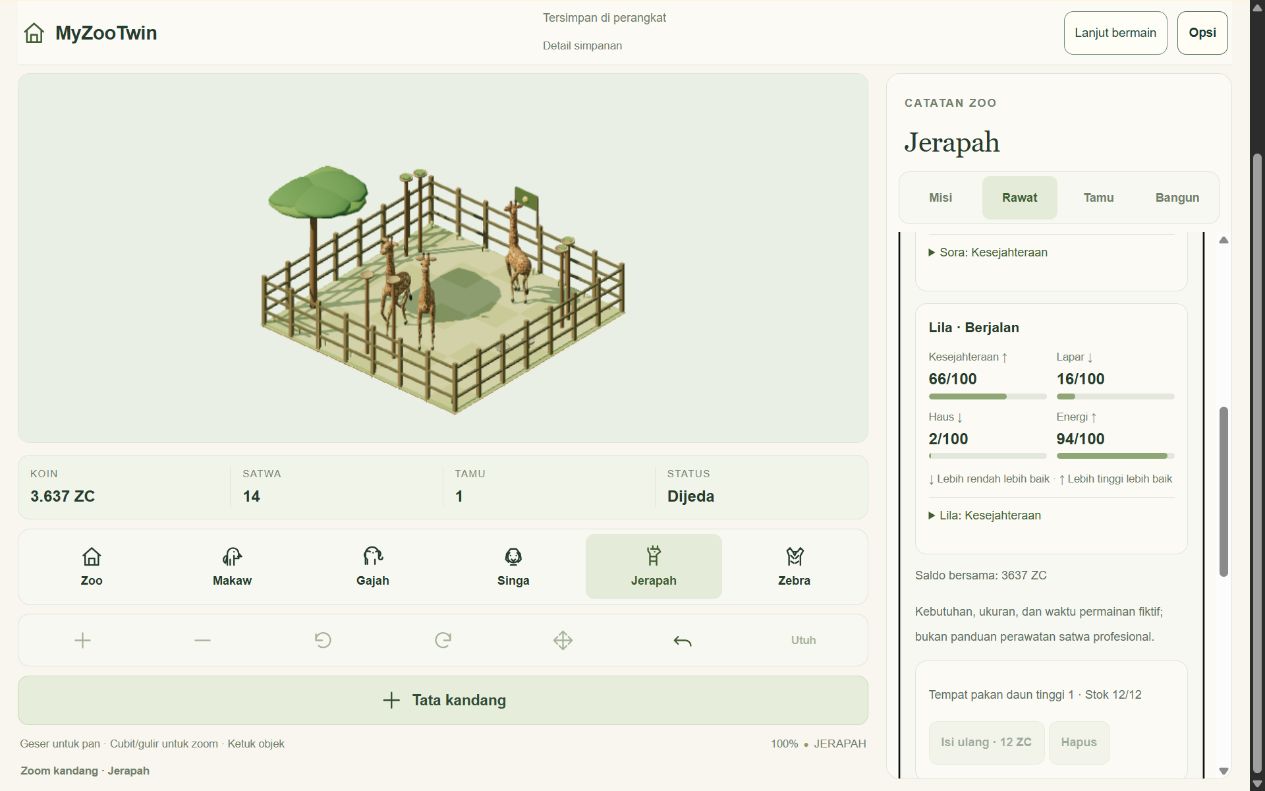 MyZooTwin
Tersimpan di perangkat
Detail simpanan
Lanjut bermain
Opsi
CATATAN ZOO
Jerapah
Misi
Rawat
Tamu
Bangun
▶ Sora: Kesejahteraan
Lila · Berjalan
Kesejahteraan ↑
Lapar ↓
66/100
16/100
Haus ↓
Energi ↑
2/100
94/100
↓ Lebih rendah lebih baik · ↑ Lebih tinggi lebih baik
▶ Lila: Kesejahteraan
Saldo bersama: 3637 ZC
Kebutuhan, ukuran, dan waktu permainan fiktif;
bukan panduan perawatan satwa profesional.
Tempat pakan daun tinggi 1 · Stok 12/12
Isi ulang · 12 ZC
Hapus
KOIN
3.637 ZC
SATWA
14
TAMU
1
STATUS
Dijeda
Zoo
Makaw
Gajah
Singa
Jerapah
Zebra
Utuh
+ Tata kandang
Geser untuk pan · Cubit/gulir untuk zoom · Ketuk objek
100% • JERAPAH
Zoom kandang · Jerapah